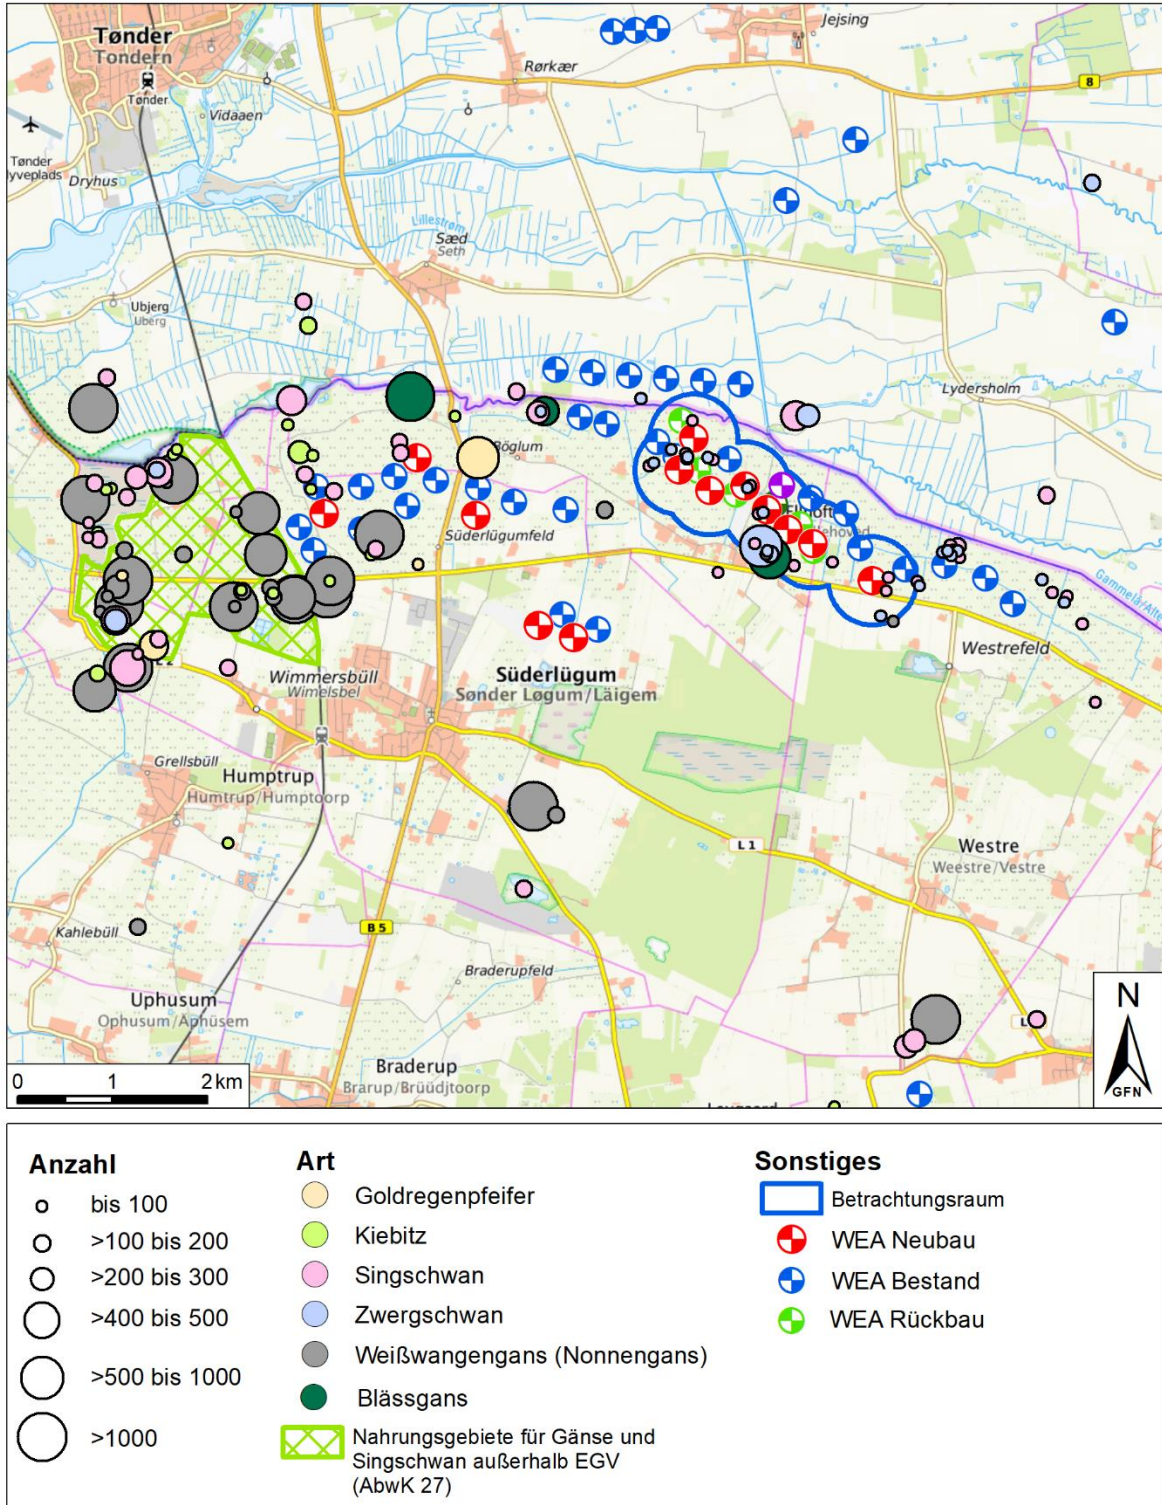 Tønder
Tondern
Tønder
Jejsing
Rørkær
8
Vidaaen
Tønder
lyveplads
Dryhus
Lillestrøm
Sæd
Seth
Ubjerg
Uberg
Lydersholm
Böglum
Ellhöft
Süderlügumfeld
Gammelå/Alte
Westrefeld
Süderlügum
Sønder Løgum/Läigem
Wimmersbüll
Wimelsbel
Grellsbüll
Humptrup
Humtrup/Humptoorp
L 1
Westre
Weestre/Vestre
B 5
Kahlebüll
Braderupfeld
Uphusum
Ophusum/Aphüsem
Braderup
Brarup/Brüüdjtoorp
0 1 2 km
N
GFN
Anzahl
bis 100
>100 bis 200
>200 bis 300
>400 bis 500
>500 bis 1000
>1000
Art
Goldregenpfeifer
Kiebitz
Singschwan
Zwergschwan
Weißwangengans (Nonnengans)
Blässgans
Nahrungsgebiete für Gänse und
Singschwan außerhalb EGV
(AbwK 27)
Sonstiges
Betrachtungsraum
WEA Neubau
WEA Bestand
WEA Rückbau